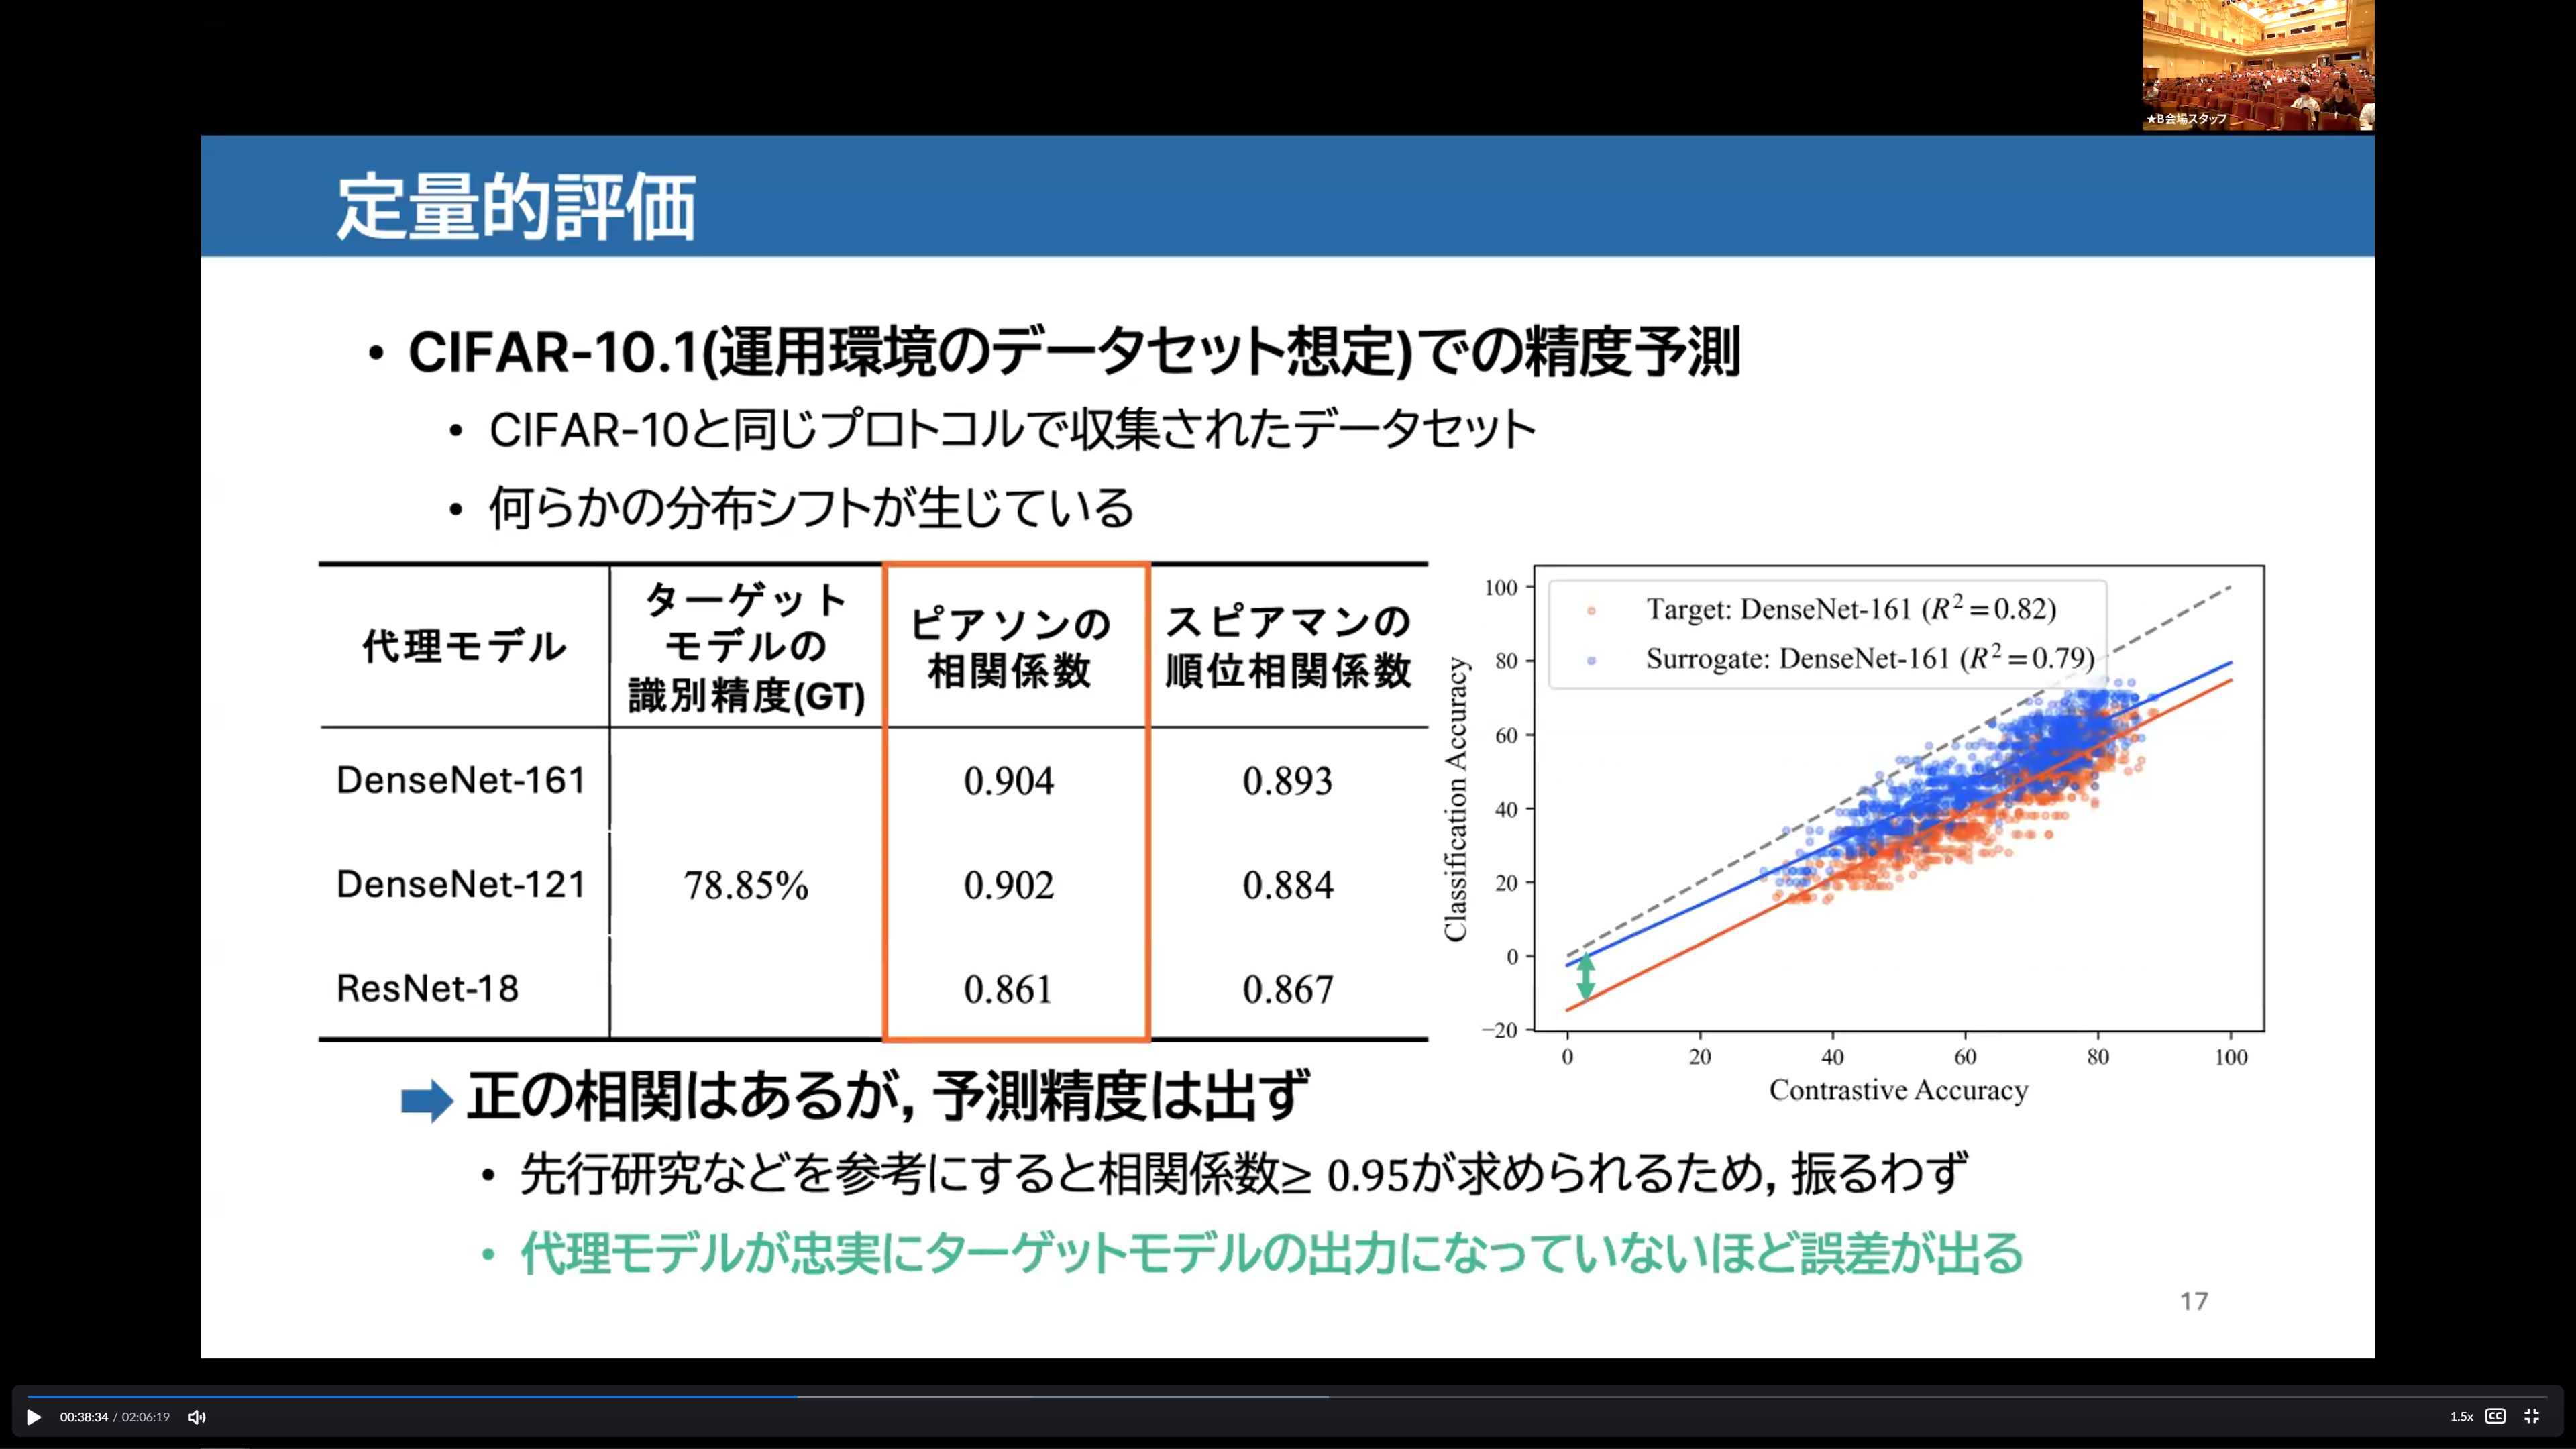 ★B会場スタッフ
定量的評価
• CIFAR-10.1(運用環境のデータセット想定)での精度予測
• CIFAR-10と同じプロトコルで収集されたデータセット
• 何らかの分布シフトが生じている
代理モデル
ターゲット
モデルの
識別精度(GT)
ピアソンの
相関係数
スピアマンの
順位相関係数
DenseNet-161 0.904 0.893
DenseNet-121 78.85% 0.902 0.884
ResNet-18 0.861 0.867
Target: DenseNet-161 (R² = 0.82)
Surrogate: DenseNet-161 (R² = 0.79)
Classification Accuracy
100
80
60
40
20
0
−20
0 20 40 60 80 100
Contrastive Accuracy
正の相関はあるが, 予測精度は出ず
• 先行研究などを参考にすると相関係数≥ 0.95が求められるため, 振るわず
• 代理モデルが忠実にターゲットモデルの出力になっていないほど誤差が出る
17
00:38:34 / 02:06:19
1.5x CC